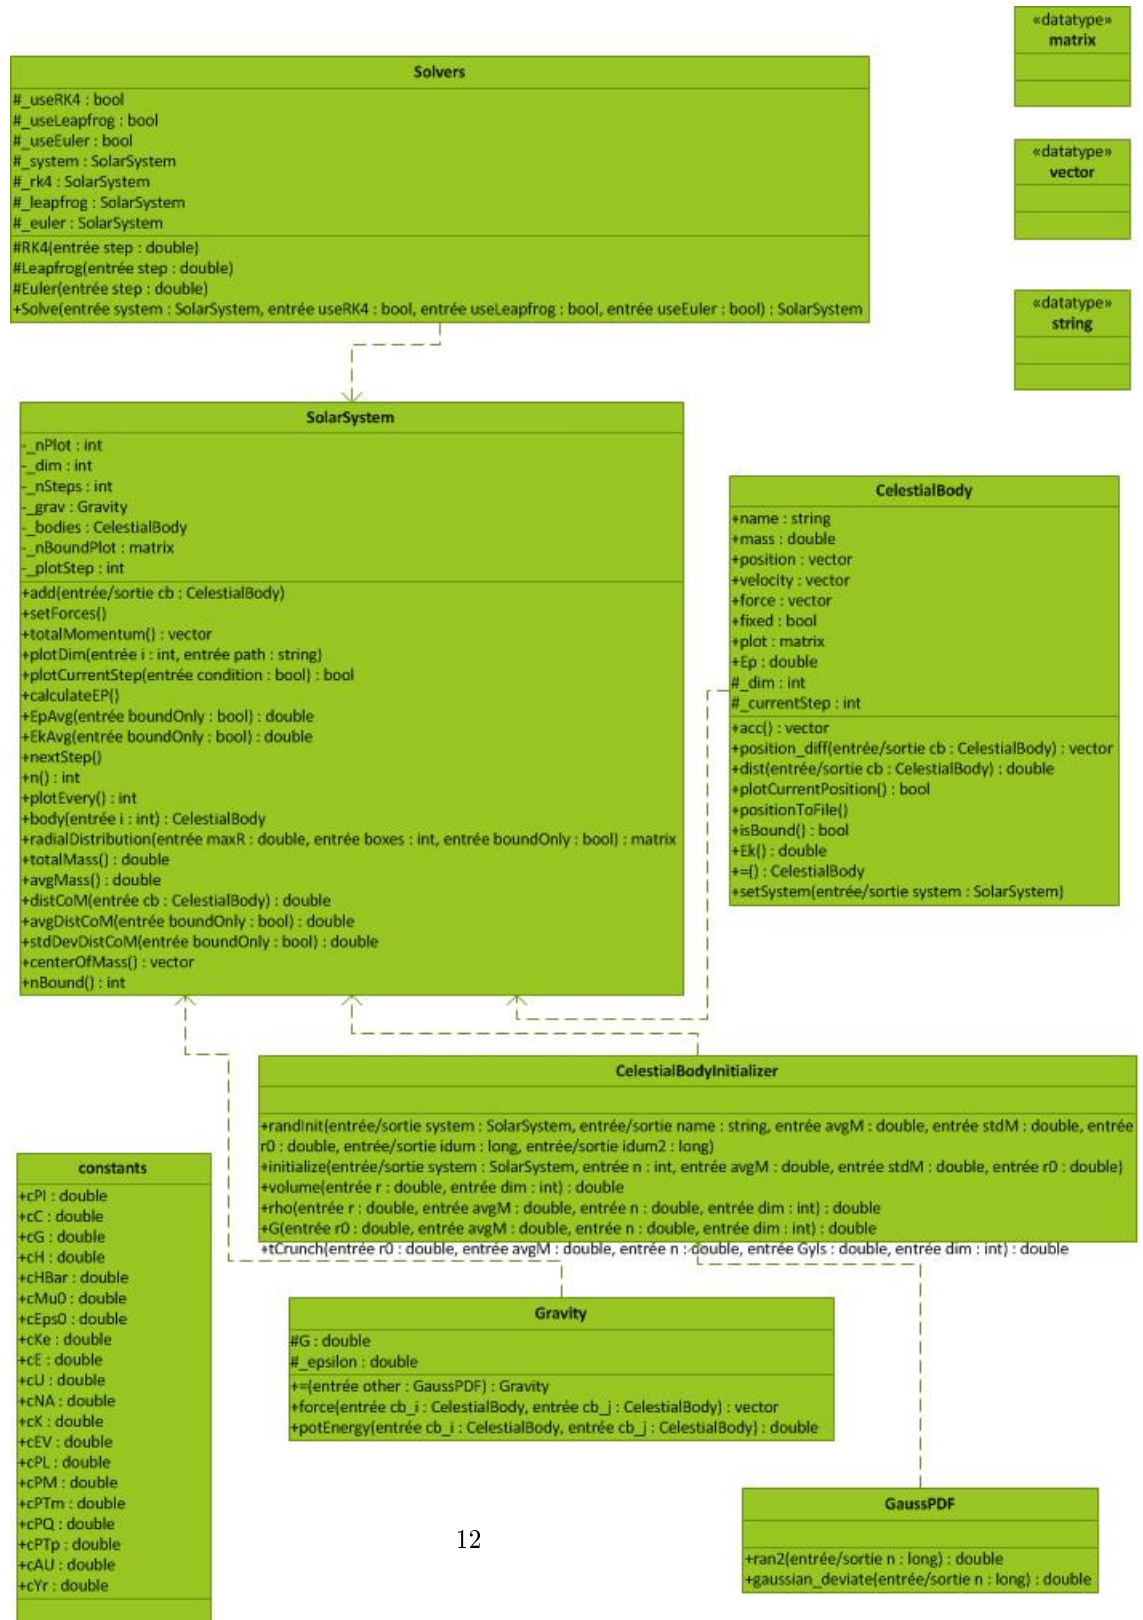 «datatype»
matrix
Solvers
#_useRK4 : bool
#_useLeapfrog : bool
#_useEuler : bool
#_system : SolarSystem
#_rk4 : SolarSystem
#_leapfrog : SolarSystem
#_euler : SolarSystem
#RK4(entrée step : double)
#Leapfrog(entrée step : double)
#Euler(entrée step : double)
+Solve(entrée system : SolarSystem, entrée useRK4 : bool, entrée useLeapfrog : bool, entrée useEuler : bool) : SolarSystem
«datatype»
vector
«datatype»
string
SolarSystem
-_nPlot : int
-_dim : int
-_nSteps : int
-_grav : Gravity
-_bodies : CelestialBody
-_nBoundPlot : matrix
-_plotStep : int
+add(entrée/sortie cb : CelestialBody)
+setForces()
+totalMomentum() : vector
+plotDim(entrée i : int, entrée path : string)
+plotCurrentStep(entrée condition : bool) : bool
+calculateEP()
+EpAvg(entrée boundOnly : bool) : double
+EkAvg(entrée boundOnly : bool) : double
+nextStep()
+n() : int
+plotEvery() : int
+body(entrée i : int) : CelestialBody
+radialDistribution(entrée maxR : double, entrée boxes : int, entrée boundOnly : bool) : matrix
+totalMass() : double
+avgMass() : double
+distCoM(entrée cb : CelestialBody) : double
+avgDistCoM(entrée boundOnly : bool) : double
+stdDevDistCoM(entrée boundOnly : bool) : double
+centerOfMass() : vector
+nBound() : int
CelestialBody
+name : string
+mass : double
+position : vector
+velocity : vector
+force : vector
+fixed : bool
+plot : matrix
+Ep : double
#_dim : int
#_currentStep : int
+acc() : vector
+position_diff(entrée/sortie cb : CelestialBody) : vector
+dist(entrée/sortie cb : CelestialBody) : double
+plotCurrentPosition() : bool
+positionToFile()
+isBound() : bool
+Ek() : double
+=() : CelestialBody
+setSystem(entrée/sortie system : SolarSystem)
CelestialBodyInitializer
+randInit(entrée/sortie system : SolarSystem, entrée/sortie name : string, entrée avgM : double, entrée stdM : double, entrée
r0 : double, entrée/sortie idum : long, entrée/sortie idum2 : long)
+initialize(entrée/sortie system : SolarSystem, entrée n : int, entrée avgM : double, entrée stdM : double, entrée r0 : double)
+volume(entrée r : double, entrée dim : int) : double
+rho(entrée r : double, entrée avgM : double, entrée n : double, entrée dim : int) : double
+G(entrée r0 : double, entrée avgM : double, entrée n : double, entrée dim : int) : double
+tCrunch(entrée r0 : double, entrée avgM : double, entrée n : double, entrée Gyls : double, entrée dim : int) : double
constants
+cPI : double
+cC : double
+cG : double
+cH : double
+cHBar : double
+cMu0 : double
+cEps0 : double
+cKe : double
+cE : double
+cU : double
+cNA : double
+cK : double
+cEV : double
+cPL : double
+cPM : double
+cPTm : double
+cPQ : double
+cPTp : double
+cAU : double
+cYr : double
Gravity
#G : double
#_epsilon : double
+=(entrée other : GaussPDF) : Gravity
+force(entrée cb_i : CelestialBody, entrée cb_j : CelestialBody) : vector
+potEnergy(entrée cb_i : CelestialBody, entrée cb_j : CelestialBody) : double
GaussPDF
+ran2(entrée/sortie n : long) : double
+gaussian_deviate(entrée/sortie n : long) : double
12